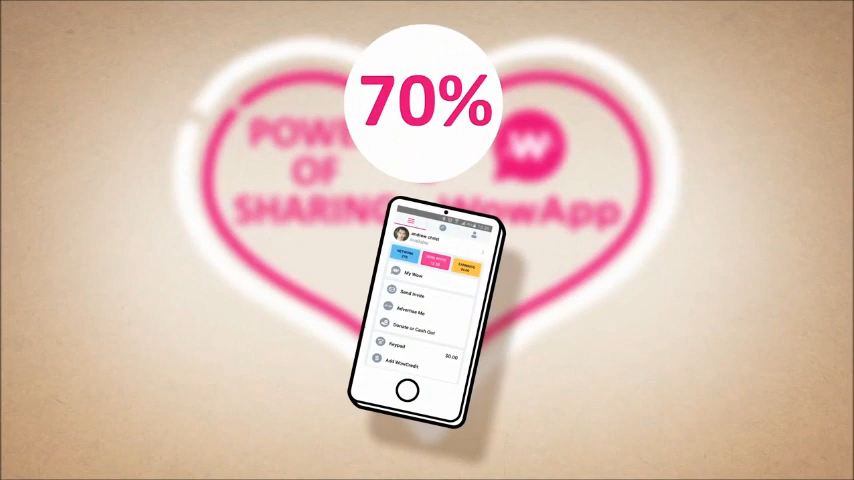 70%
POWE
OF
SHARING
W
WowApp
andrew christ
Available
My Wow
Send Invite
Advertise Me
Donate or Cash Out
Keypad
$0.00
Add WowCredit